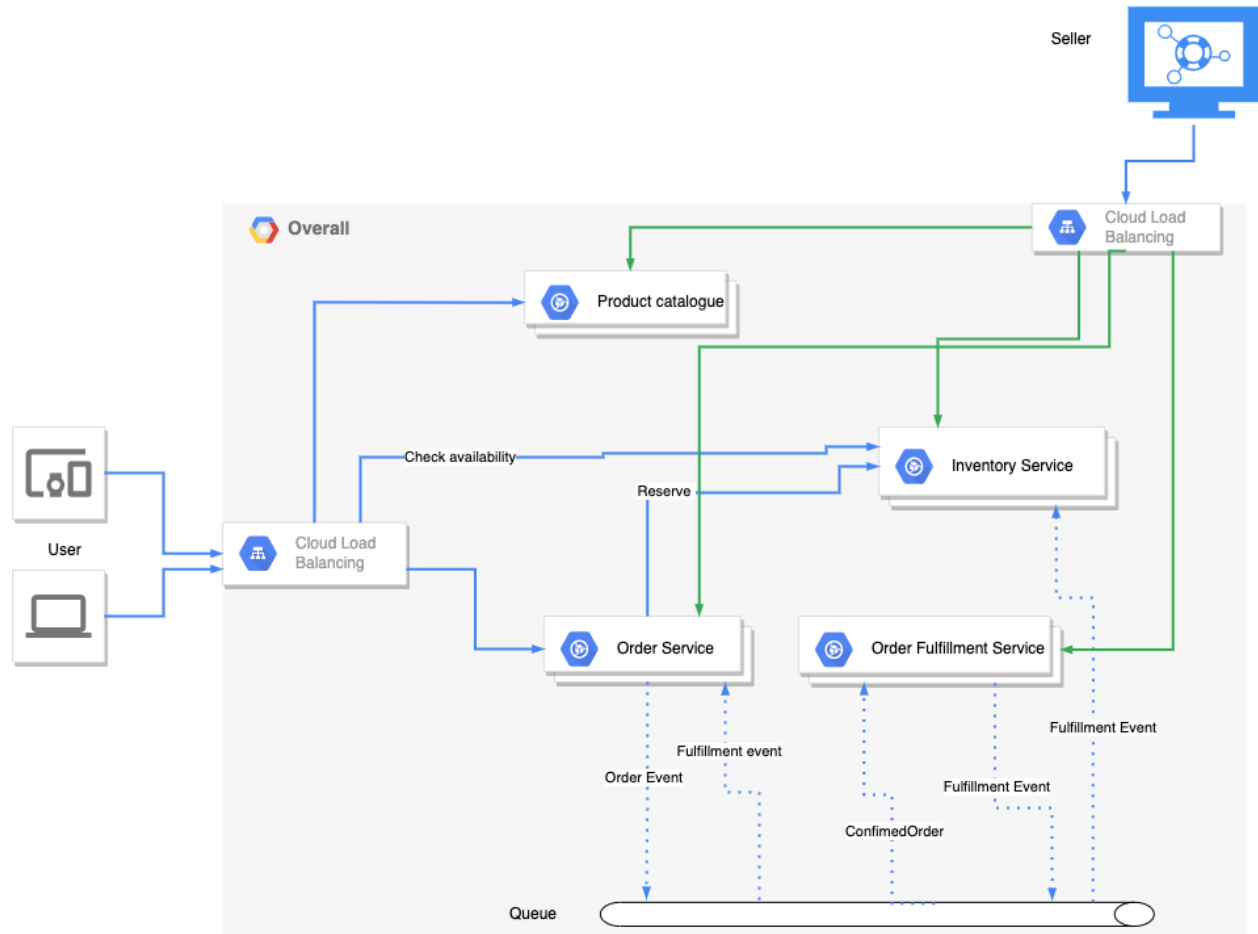 Seller
Cloud Load
Balancing
Overall
Product catalogue
Check availability
Inventory Service
Reserve
User
Cloud Load
Balancing
Order Service
Order Fulfillment Service
Fulfillment Event
Fulfillment event
Order Event
Fulfillment Event
ConfimedOrder
Queue